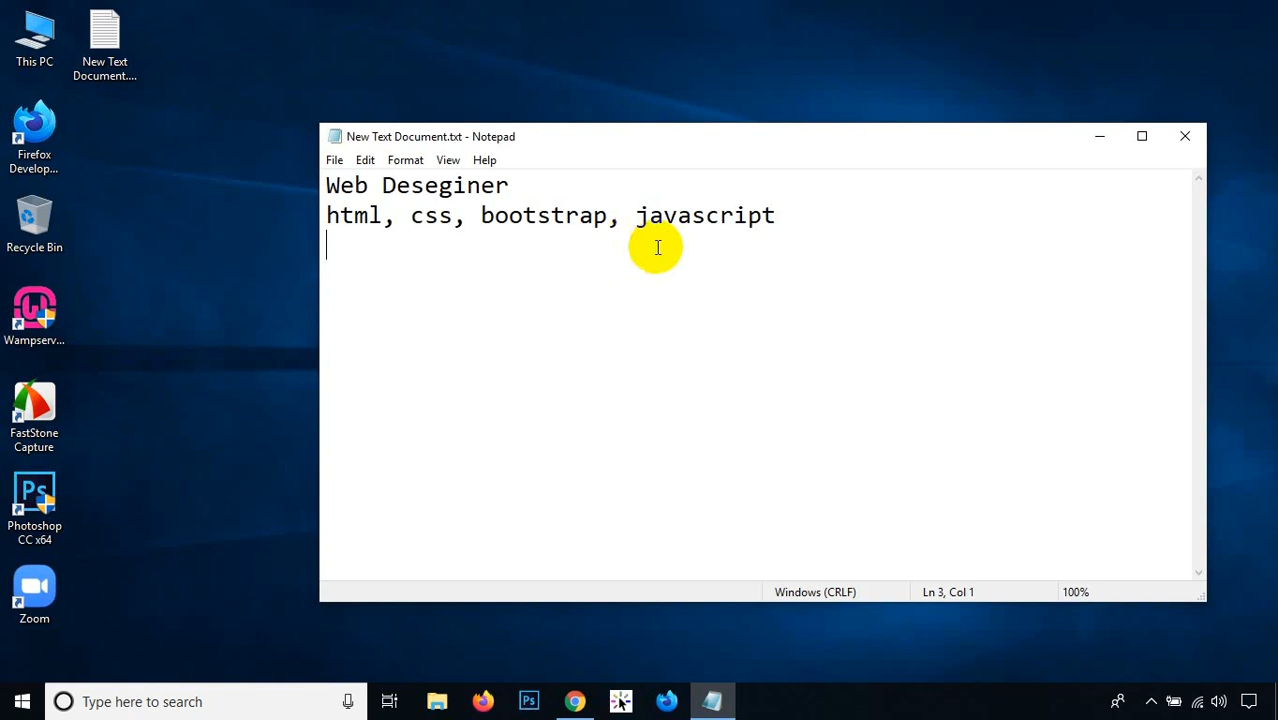 This PC
New Text
Document....
Firefox
Develop...
Recycle Bin
Wampserv...
FastStone
Capture
Ps
Photoshop
CC x64
Zoom
New Text Document.txt - Notepad
File Edit Format View Help
Web Deseginer
html, css, bootstrap, javascript
Windows (CRLF) Ln 3, Col 1 100%
Type here to search
Ps